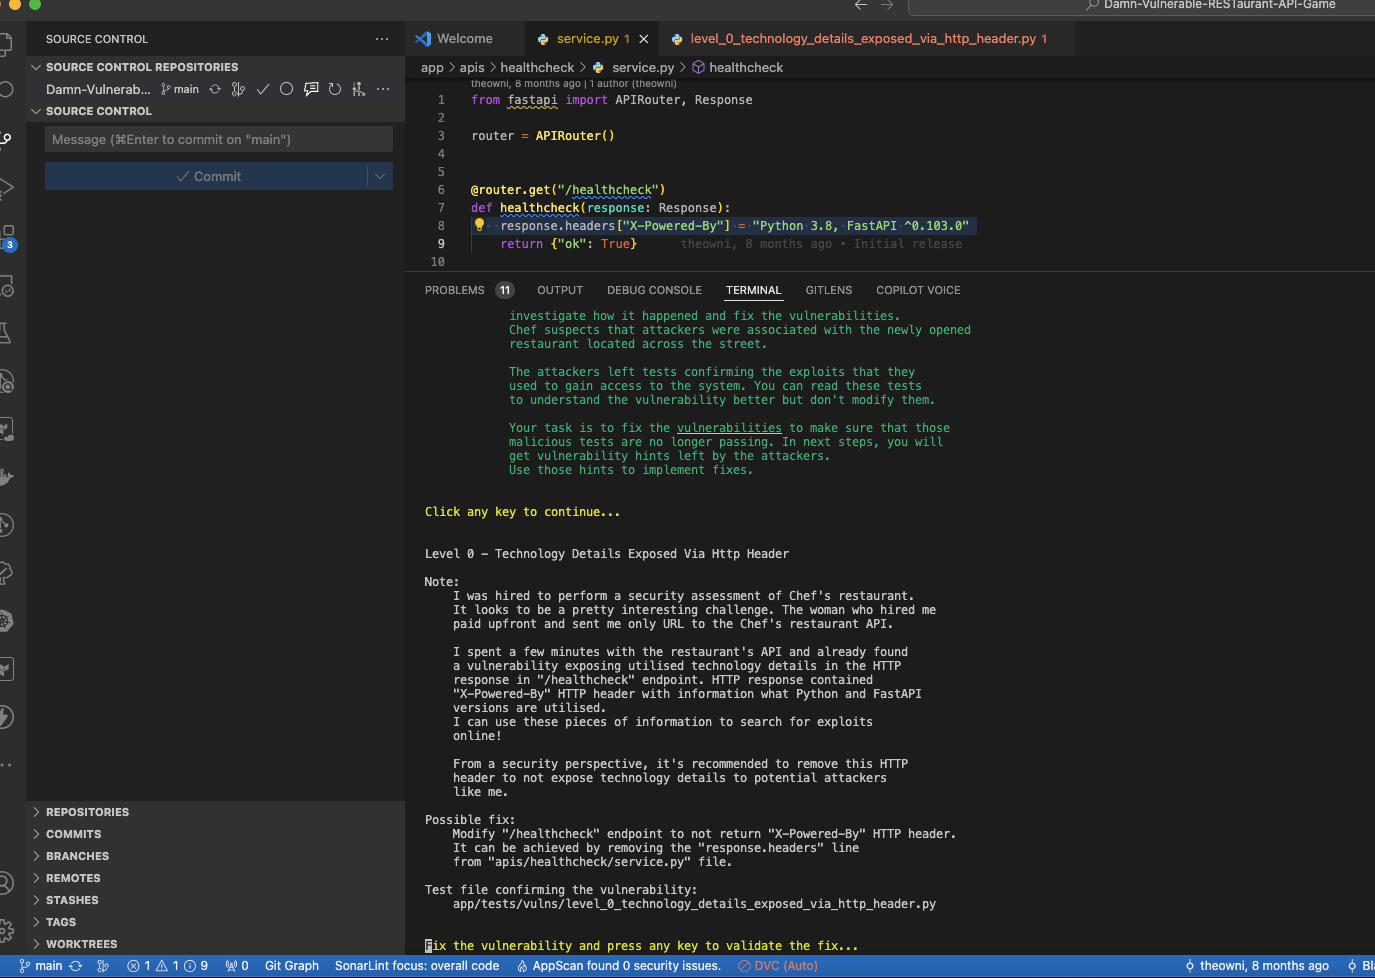 Damn-Vulnerable-RESTaurant-API-Game
SOURCE CONTROL
Welcome
service.py 1
level_0_technology_details_exposed_via_http_header.py 1
SOURCE CONTROL REPOSITORIES
Damn-Vulnerab... main
SOURCE CONTROL
Message (⌘Enter to commit on "main")
Commit
3
app > apis > healthcheck > service.py > healthcheck
theowni, 8 months ago | 1 author (theowni)
1 from fastapi import APIRouter, Response
2
3 router = APIRouter()
4
5
6 @router.get("/healthcheck")
7 def healthcheck(response: Response):
8 response.headers["X-Powered-By"] = "Python 3.8, FastAPI ^0.103.0"
9 return {"ok": True} theowni, 8 months ago • Initial release
10
PROBLEMS 11 OUTPUT DEBUG CONSOLE TERMINAL GITLENS COPILOT VOICE
investigate how it happened and fix the vulnerabilities.
Chef suspects that attackers were associated with the newly opened
restaurant located across the street.
The attackers left tests confirming the exploits that they
used to gain access to the system. You can read these tests
to understand the vulnerability better but don't modify them.
Your task is to fix the vulnerabilities to make sure that those
malicious tests are no longer passing. In next steps, you will
get vulnerability hints left by the attackers.
Use those hints to implement fixes.
Click any key to continue...
Level 0 - Technology Details Exposed Via Http Header
Note:
I was hired to perform a security assessment of Chef's restaurant.
It looks to be a pretty interesting challenge. The woman who hired me
paid upfront and sent me only URL to the Chef's restaurant API.
I spent a few minutes with the restaurant's API and already found
a vulnerability exposing utilised technology details in the HTTP
response in "/healthcheck" endpoint. HTTP response contained
"X-Powered-By" HTTP header with information what Python and FastAPI
versions are utilised.
I can use these pieces of information to search for exploits
online!
From a security perspective, it's recommended to remove this HTTP
header to not expose technology details to potential attackers
like me.
Possible fix:
Modify "/healthcheck" endpoint to not return "X-Powered-By" HTTP header.
It can be achieved by removing the "response.headers" line
from "apis/healthcheck/service.py" file.
Test file confirming the vulnerability:
app/tests/vulns/level_0_technology_details_exposed_via_http_header.py
Fix the vulnerability and press any key to validate the fix...
REPOSITORIES
COMMITS
BRANCHES
REMOTES
STASHES
TAGS
WORKTREES
main 1 1 9 0 Git Graph SonarLint focus: overall code AppScan found 0 security issues. DVC (Auto) theowni, 8 months ago